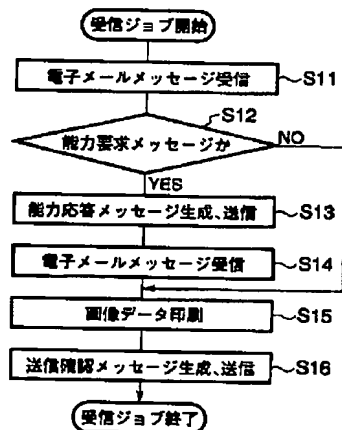 受信ジョブ開始
電子メールメッセージ受信
S11
S12
能力要求メッセージか
NO
YES
能力応答メッセージ生成、送信
S13
電子メールメッセージ受信
S14
画像データ印刷
S15
送信確認メッセージ生成、送信
S16
受信ジョブ終了